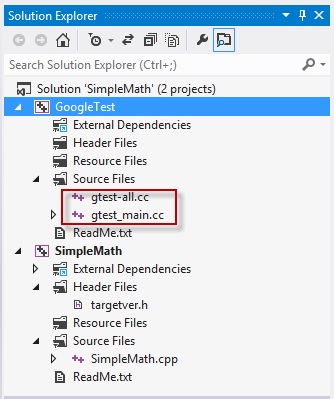 Solution Explorer
Search Solution Explorer (Ctrl+;)
Solution 'SimpleMath' (2 projects)
GoogleTest
External Dependencies
Header Files
Resource Files
Source Files
gtest-all.cc
gtest_main.cc
ReadMe.txt
SimpleMath
External Dependencies
Header Files
targetver.h
Resource Files
Source Files
SimpleMath.cpp
ReadMe.txt